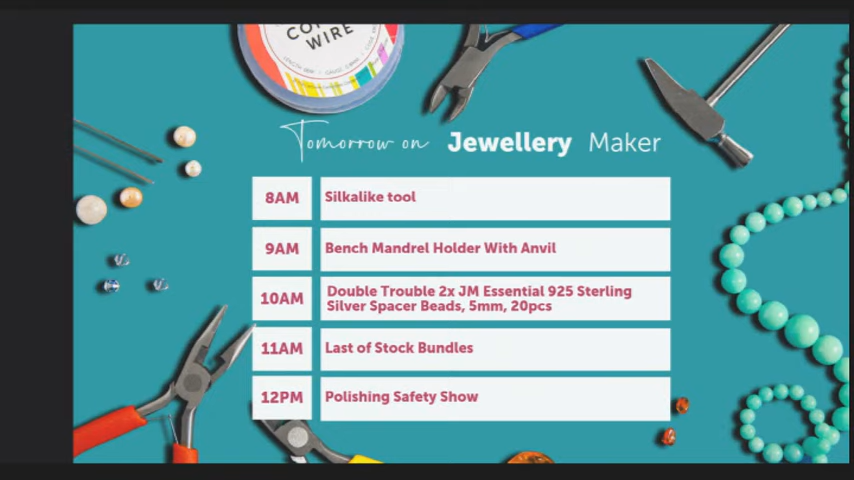 WIRE
Tomorrow on Jewellery Maker
8AM Silkalike tool
9AM Bench Mandrel Holder With Anvil
10AM Double Trouble 2x JM Essential 925 Sterling
Silver Spacer Beads, 5mm, 20pcs
11AM Last of Stock Bundles
12PM Polishing Safety Show